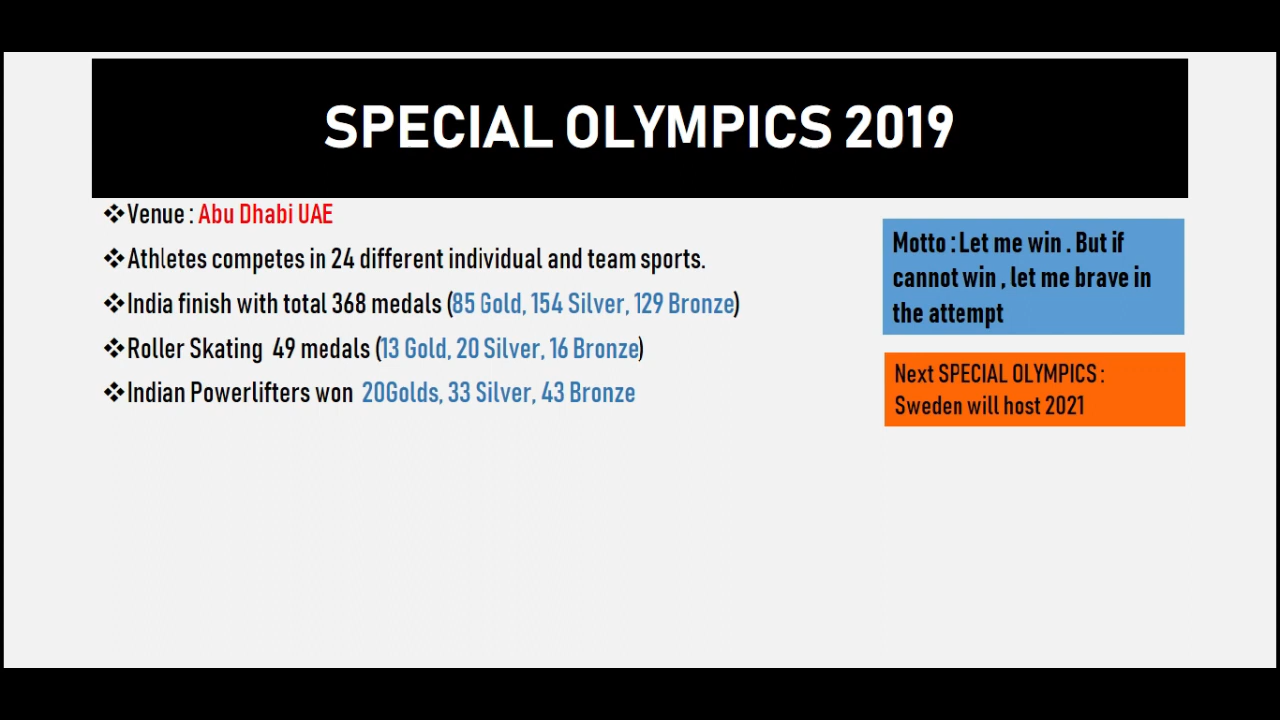 SPECIAL OLYMPICS 2019
❖Venue : Abu Dhabi UAE
❖Athletes competes in 24 different individual and team sports.
❖India finish with total 368 medals (85 Gold, 154 Silver, 129 Bronze)
❖Roller Skating 49 medals (13 Gold, 20 Silver, 16 Bronze)
❖Indian Powerlifters won 20Golds, 33 Silver, 43 Bronze
Motto : Let me win . But if
cannot win , let me brave in
the attempt
Next SPECIAL OLYMPICS :
Sweden will host 2021